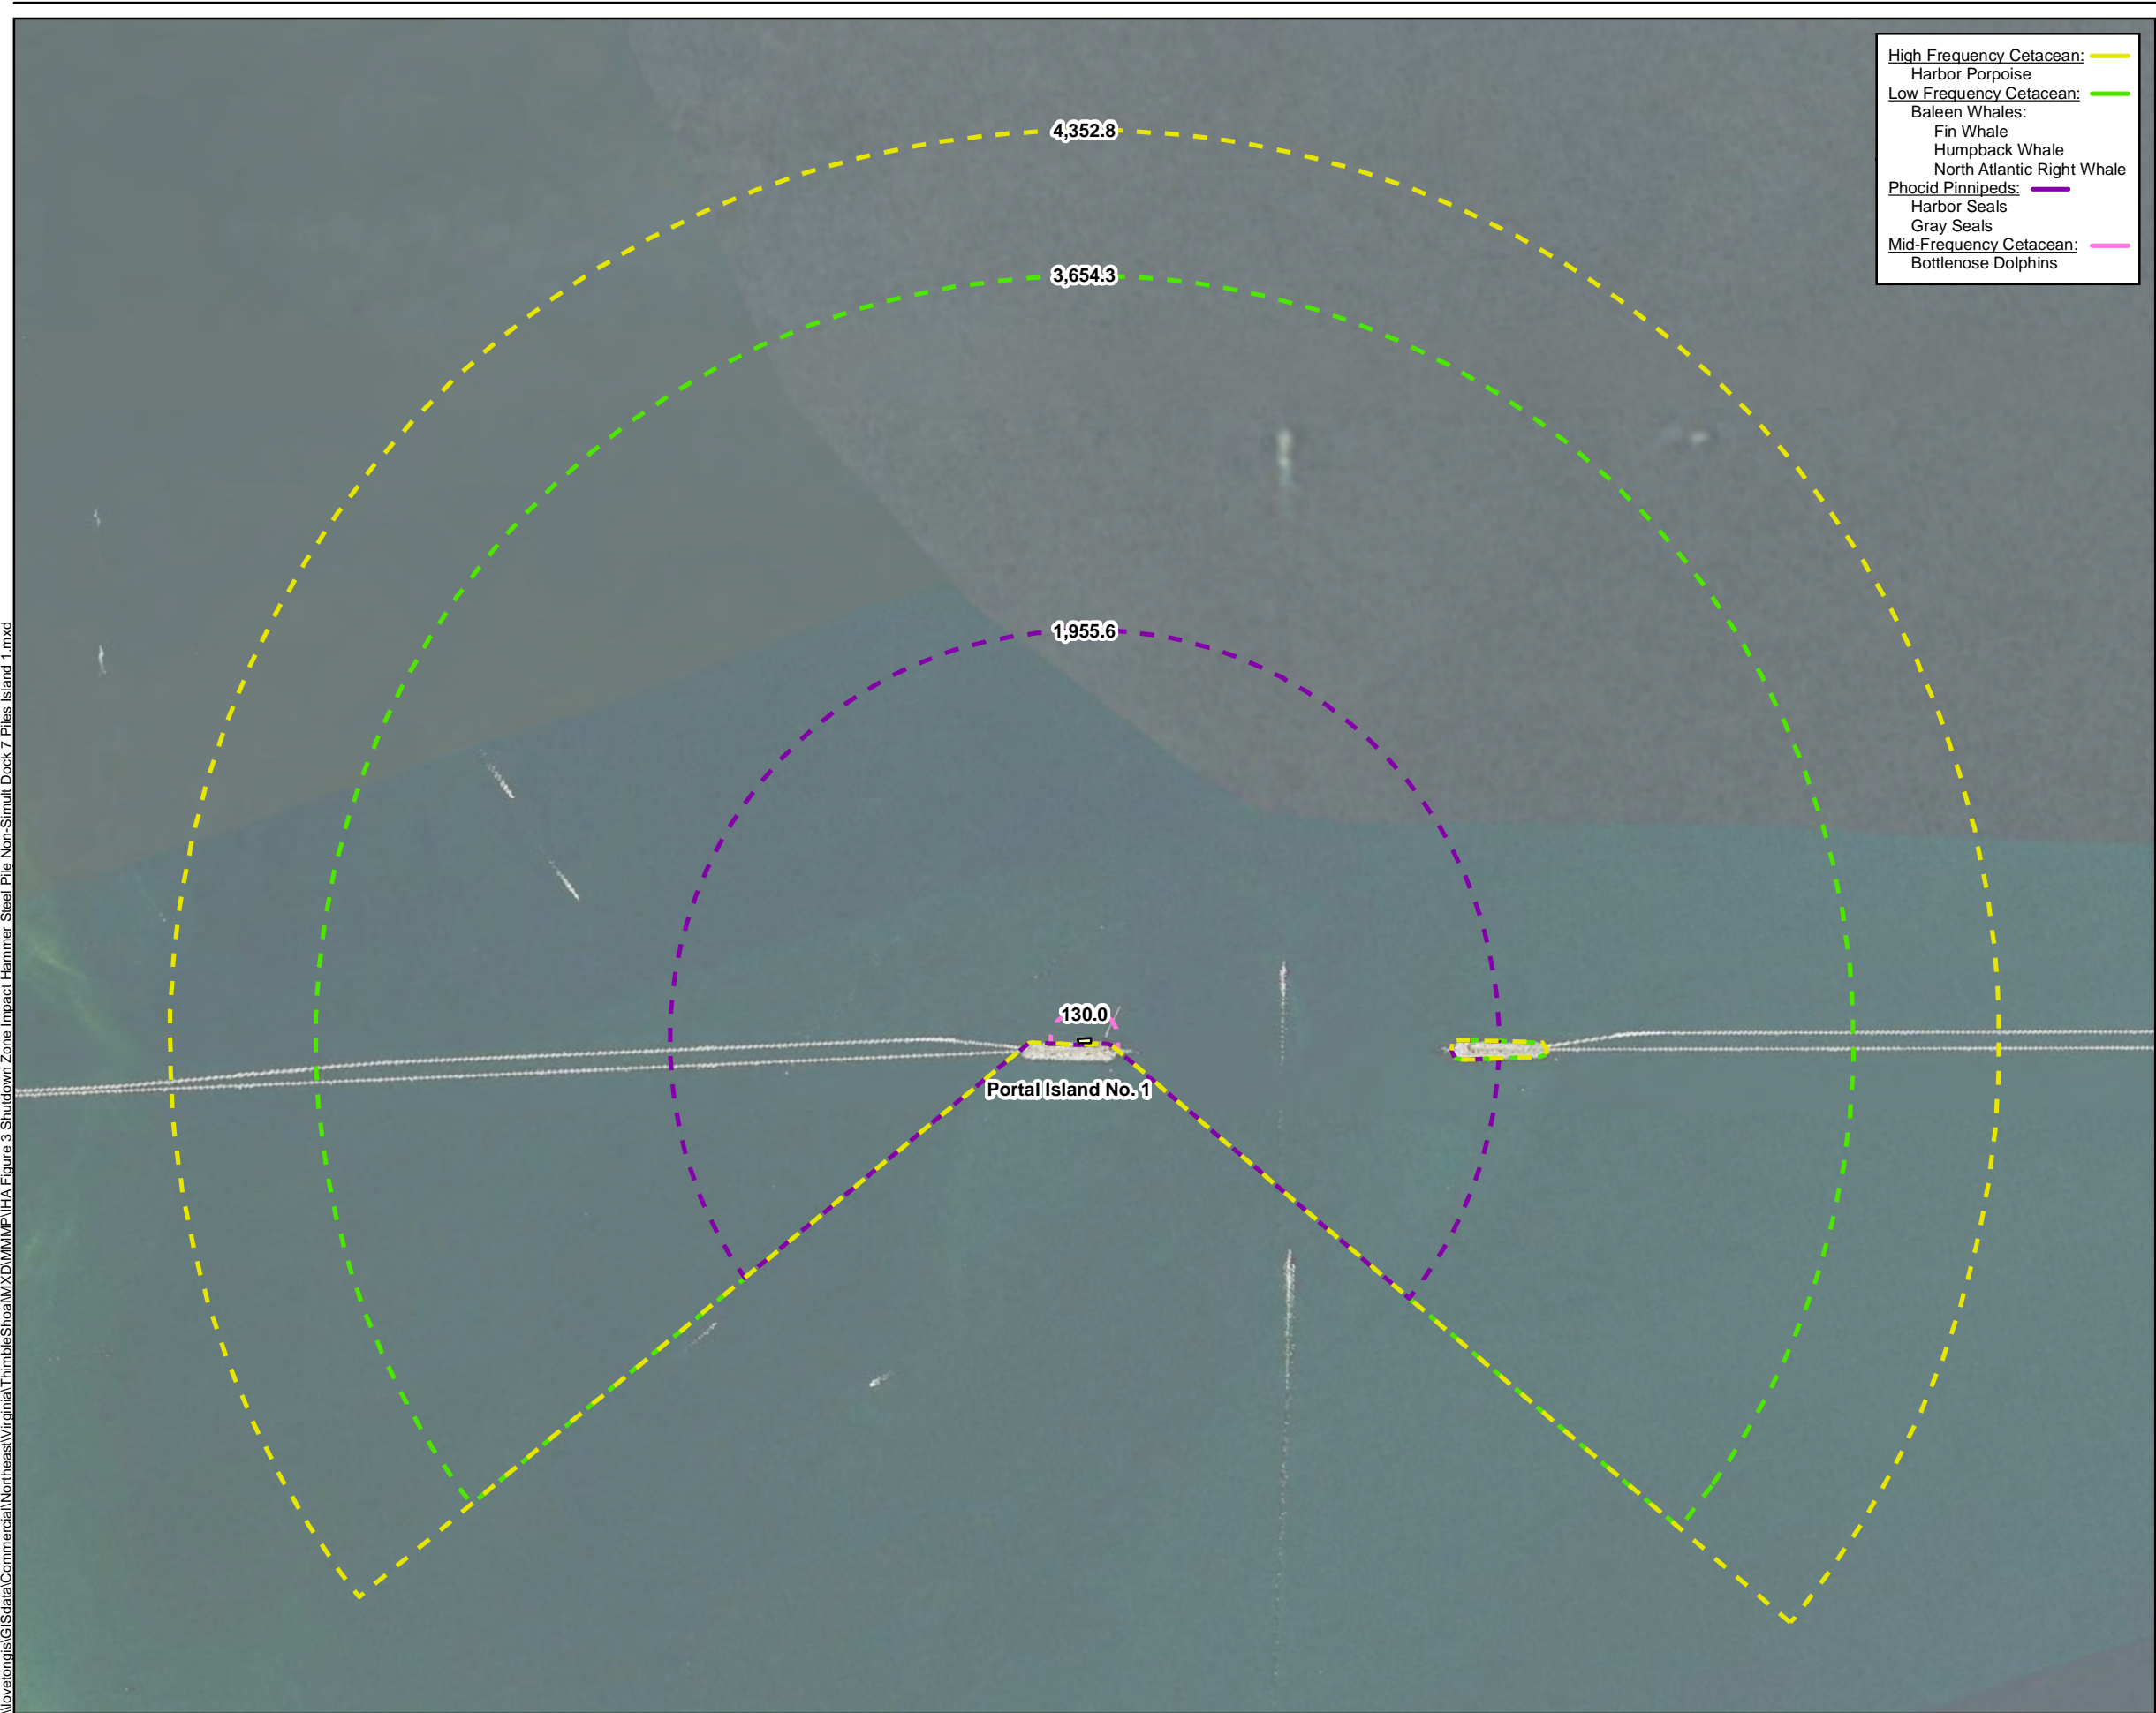 High Frequency Cetacean:
Harbor Porpoise
Low Frequency Cetacean:
Baleen Whales:
Fin Whale
Humpback Whale
North Atlantic Right Whale
Phocid Pinnipeds:
Harbor Seals
Gray Seals
Mid-Frequency Cetacean:
Bottlenose Dolphins
4,352.8
3,654.3
1,955.6
130.0
Portal Island No. 1
\\lovetongis\GISdata\Commercial\Northeast\Virginia\ThimbleShoal\MXD\MMMP\IHA Figure 3 Shutdown Zone Impact Hammer Steel Pile Non-Simult Dock 7 Piles Island 1.mxd